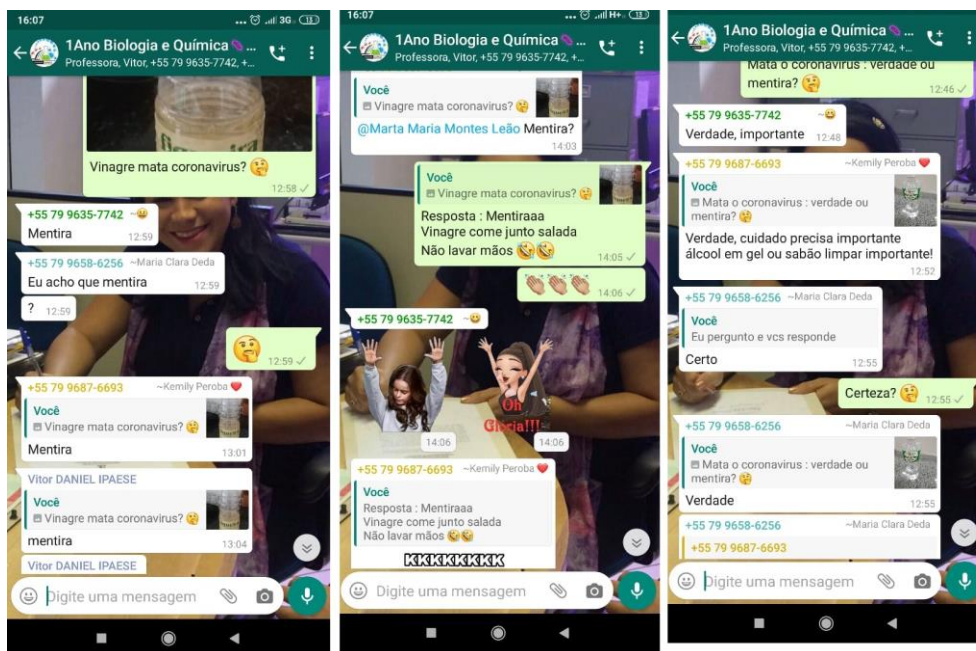 16:07
... 3G 13
1Ano Biologia e Química ...
Professora, Vitor, +55 79 9635-7742, +...
Vinagre mata coronavirus? 🤔
12:58
+55 79 9635-7742 ~😀
Mentira
12:59
+55 79 9658-6256 ~Maria Clara Deda
Eu acho que mentira
12:59
? 12:59
🤔
12:59
+55 79 9687-6693 ~Kemily Peroba ❤
Você
Vinagre mata coronavirus? 🤔
Mentira
13:01
Vitor DANIEL IPAESE
Você
Vinagre mata coronavirus? 🤔
mentira
13:04
Vitor DANIEL IPAESE
Digite uma mensagem
16:07
... H+ 13
1Ano Biologia e Química ...
Professora, Vitor, +55 79 9635-7742, +...
Você
Vinagre mata coronavirus? 🤔
@Marta Maria Montes Leão Mentira?
14:03
Você
Vinagre mata coronavirus? 🤔
Resposta : Mentiraaa
Vinagre come junto salada
Não lavar mãos 🤣🤣
14:05
👏👏👏
14:06
+55 79 9635-7742 ~😀
Oh
Glória!!!
14:06
14:06
+55 79 9687-6693 ~Kemily Peroba ❤
Você
Resposta : Mentiraaa
Vinagre come junto salada
Não lavar mãos 🤣🤣
KKKKKKKK
Digite uma mensagem
1Ano Biologia e Química ...
Professora, Vitor, +55 79 9635-7742, +...
Mata o coronavirus : verdade ou
mentira? 🤔
12:46
+55 79 9635-7742 ~😀
Verdade, importante
12:48
+55 79 9687-6693 ~Kemily Peroba ❤
Você
Mata o coronavirus : verdade ou
mentira? 🤔
Verdade, cuidado precisa importante
álcool em gel ou sabão limpar importante!
12:52
+55 79 9658-6256 ~Maria Clara Deda
Você
Eu pergunto e vcs responde
Certo
12:55
Certeza? 🤔
12:55
+55 79 9658-6256 ~Maria Clara Deda
Você
Mata o coronavirus : verdade ou
mentira? 🤔
Verdade
12:55
+55 79 9658-6256 ~Maria Clara Deda
+55 79 9687-6693
Digite uma mensagem